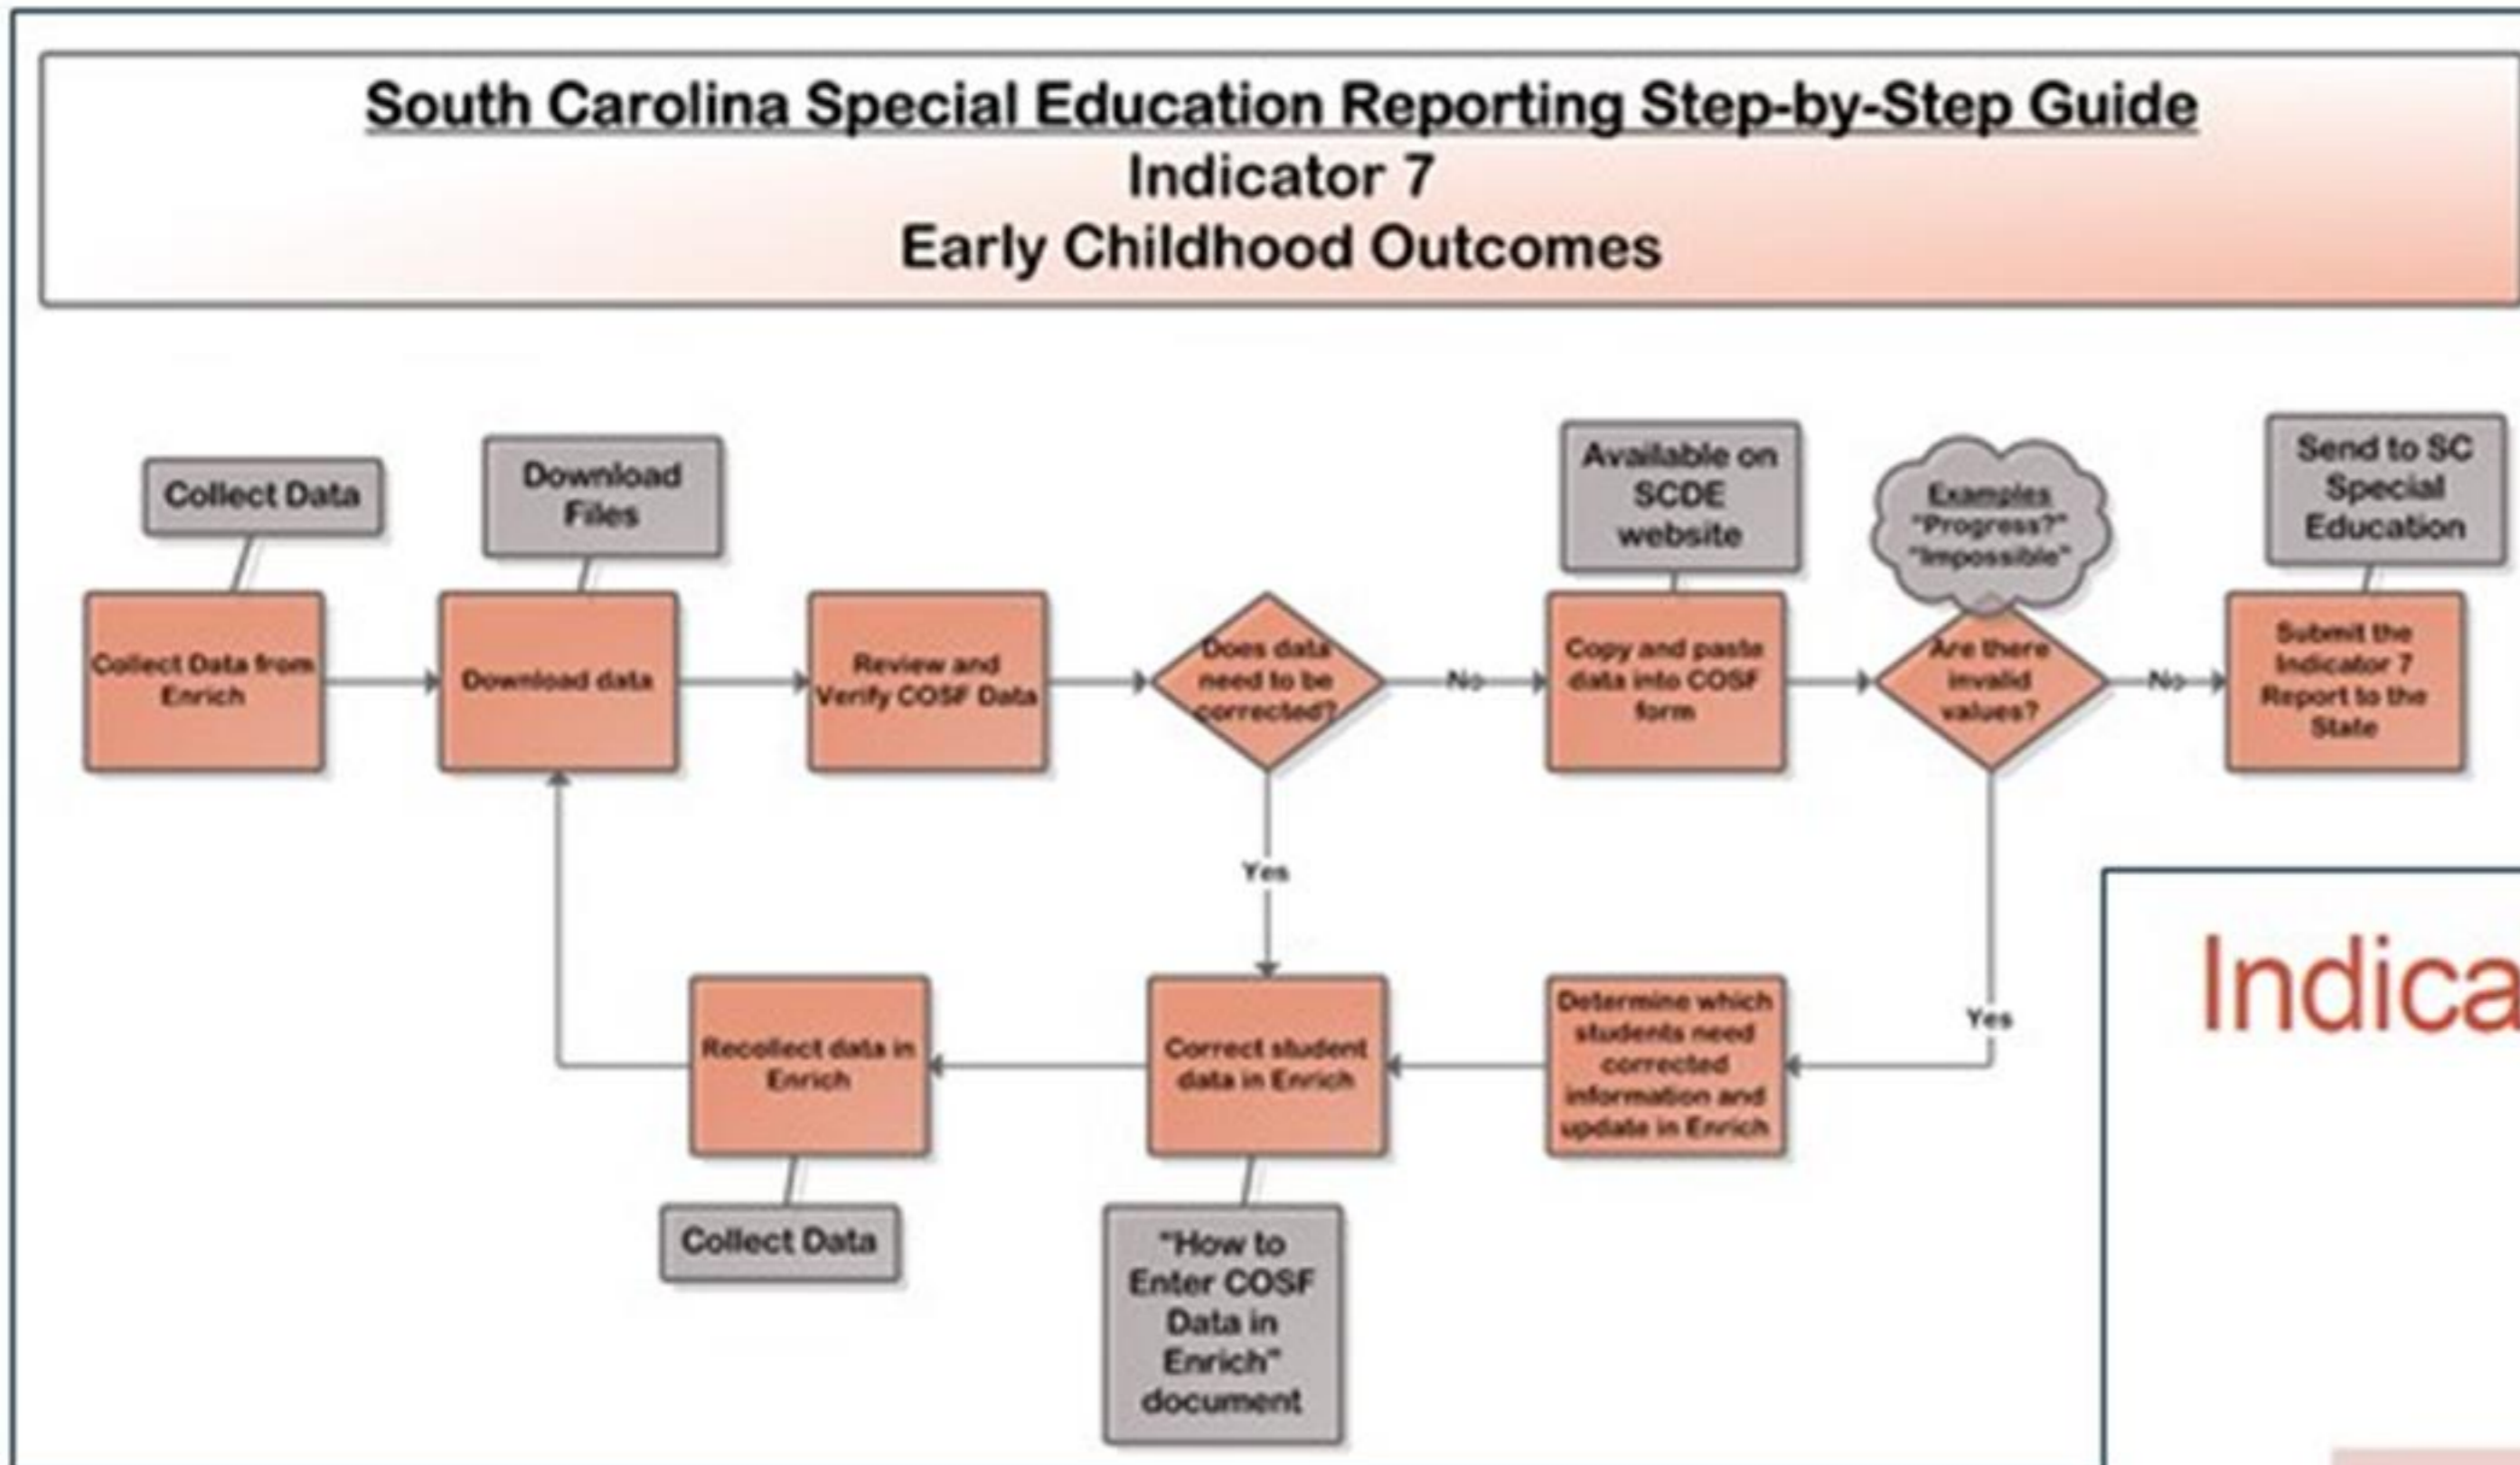 South Carolina Special Education Reporting Step-by-Step Guide
Indicator 7
Early Childhood Outcomes
Collect Data
Download
Files
Available on
SCDE
website
Examples
"Progress?"
"Impossible"
Send to SC
Special
Education
Collect Data from
Enrich
Download data
Review and
Verify COSF Data
Does data
need to be
corrected?
No
Copy and paste
data into COSF
form
Are there
invalid
values?
No
Submit the
Indicator 7
Report to the
State
Yes
Yes
Recollect data in
Enrich
Correct student
data in Enrich
Determine which
students need
corrected
information and
update in Enrich
Collect Data
"How to
Enter COSF
Data in
Enrich"
document
Indica